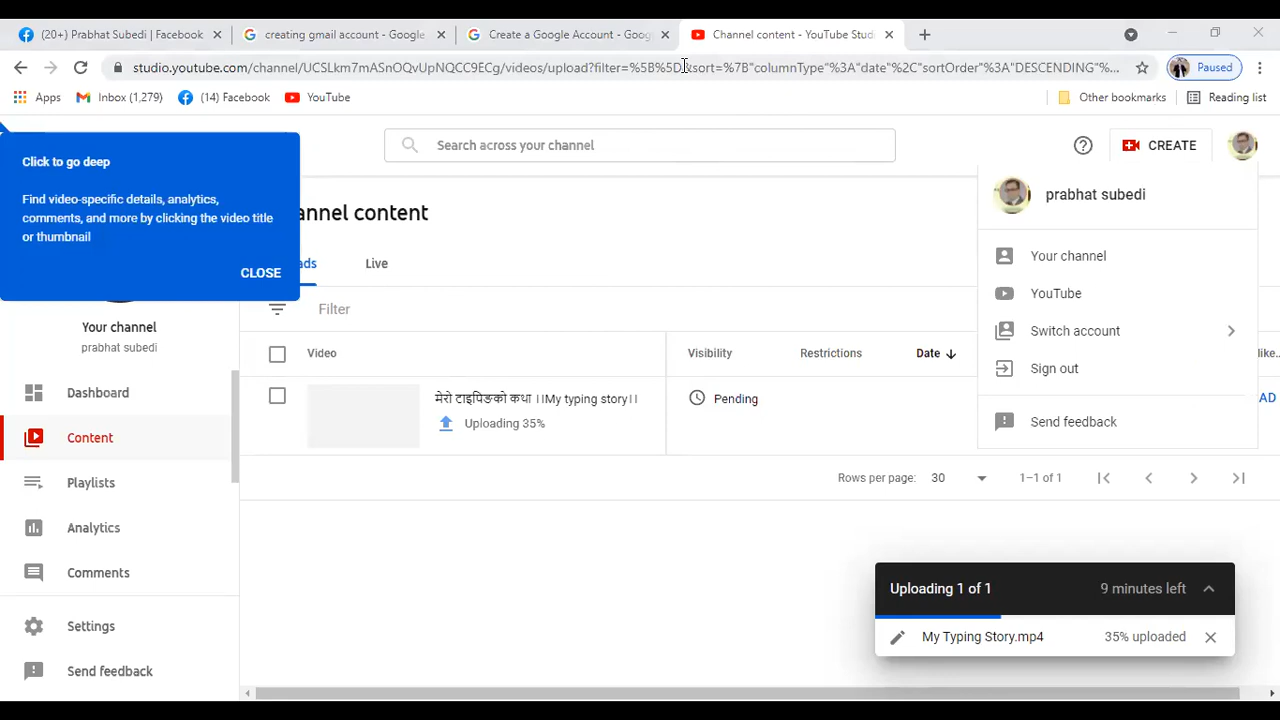 (20+) Prabhat Subedi | Facebook
creating gmail account - Google
Create a Google Account - Goog
Channel content - YouTube Stud
studio.youtube.com/channel/UCSLkm7mASnOQvUpNQCC9ECg/videos/upload?filter=%5B%5D&sort=%7B"columnType"%3A"date"%2C"sortOrder"%3A"DESCENDING"%...
Paused
Apps
Inbox (1,279)
(14) Facebook
YouTube
Other bookmarks
Reading list
Click to go deep
Find video-specific details, analytics,
comments, and more by clicking the video title
or thumbnail
CLOSE
Search across your channel
CREATE
prabhat subedi
Your channel
YouTube
Switch account
Sign out
Send feedback
annel content
ads
Live
Filter
Your channel
prabhat subedi
Video
Visibility
Restrictions
Date
like...
मेरो टाइपिङको कथा ।।My typing story।।
Uploading 35%
Pending
AD
Dashboard
Content
Playlists
Analytics
Comments
Settings
Send feedback
Rows per page:
30
1–1 of 1
Uploading 1 of 1
9 minutes left
My Typing Story.mp4
35% uploaded